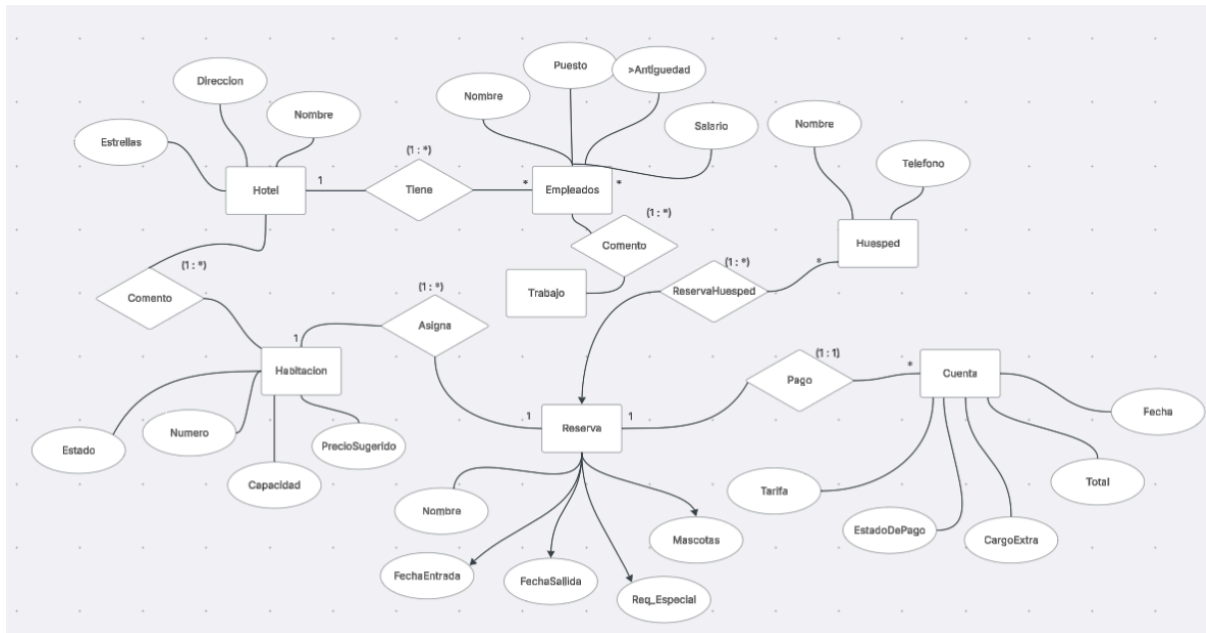 Direccion
Nombre
Estrellas
Hotel
1
(1 : *)
Tiene
*
Puesto
>Antiguedad
Nombre
Salario
Empleados
*
(1 : *)
Comento
Trabajo
Nombre
Telefono
Huesped
*
(1 : *)
ReservaHuesped
(1 : *)
Comento
(1 : *)
Asigna
1
Habitacion
Estado
Numero
Capacidad
PrecioSugerido
1
Reserva
1
(1 : 1)
Pago
*
Cuenta
Fecha
Total
CargoExtra
EstadoDePago
Tarifa
Nombre
FechaEntrada
FechaSallida
Req_Especial
Mascotas